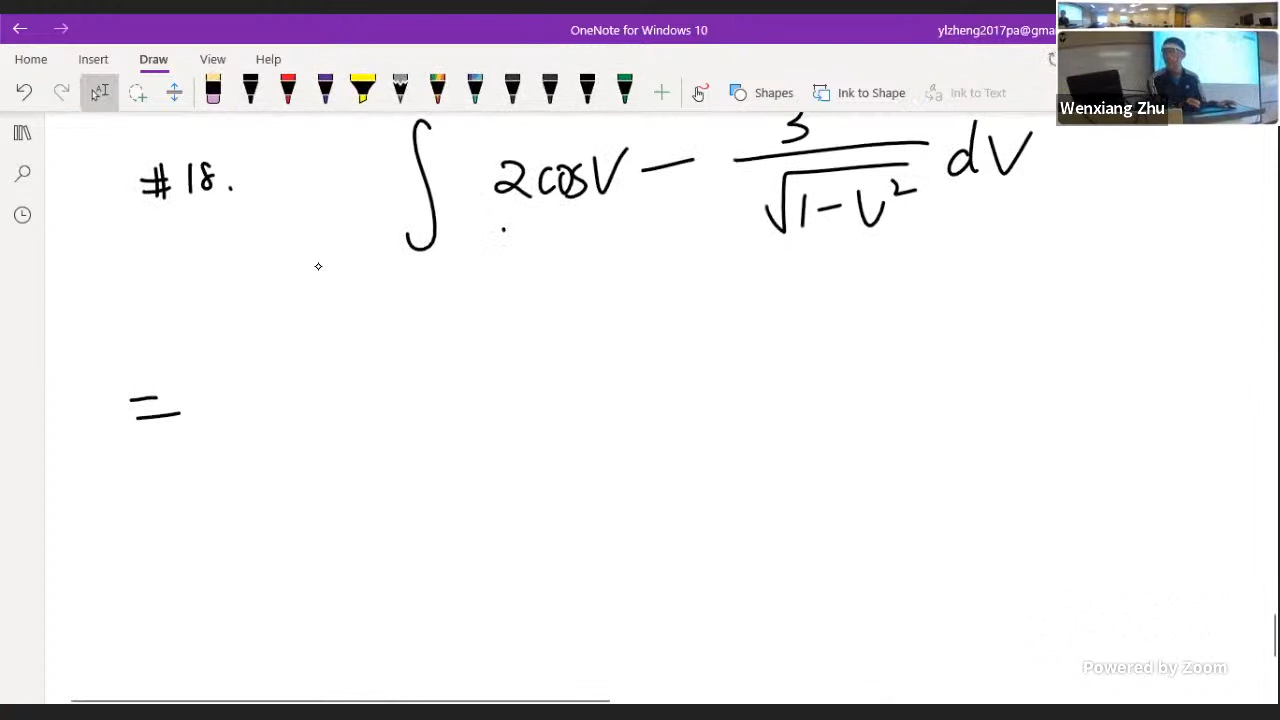 OneNote for Windows 10
ylzheng2017pa@gma
Home Insert Draw View Help
Shapes Ink to Shape Ink to Text
Wenxiang Zhu
#18. ∫ 2cosV — 3/√(1-V²) dV
=
Powered by Zoom